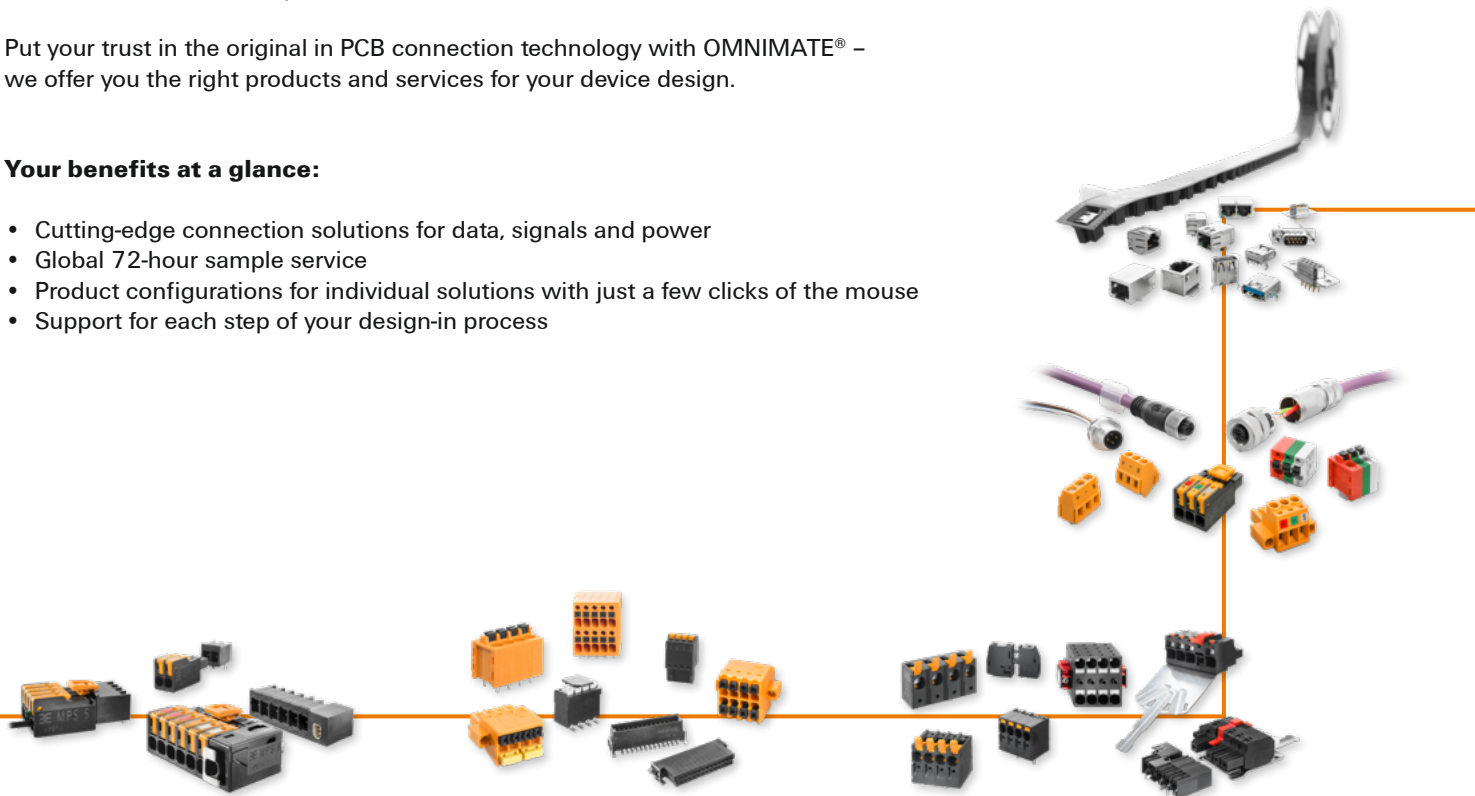 Put your trust in the original in PCB connection technology with OMNIMATE® –
we offer you the right products and services for your device design.
Your benefits at a glance:
• Cutting-edge connection solutions for data, signals and power
• Global 72-hour sample service
• Product configurations for individual solutions with just a few clicks of the mouse
• Support for each step of your design-in process
MPS 5